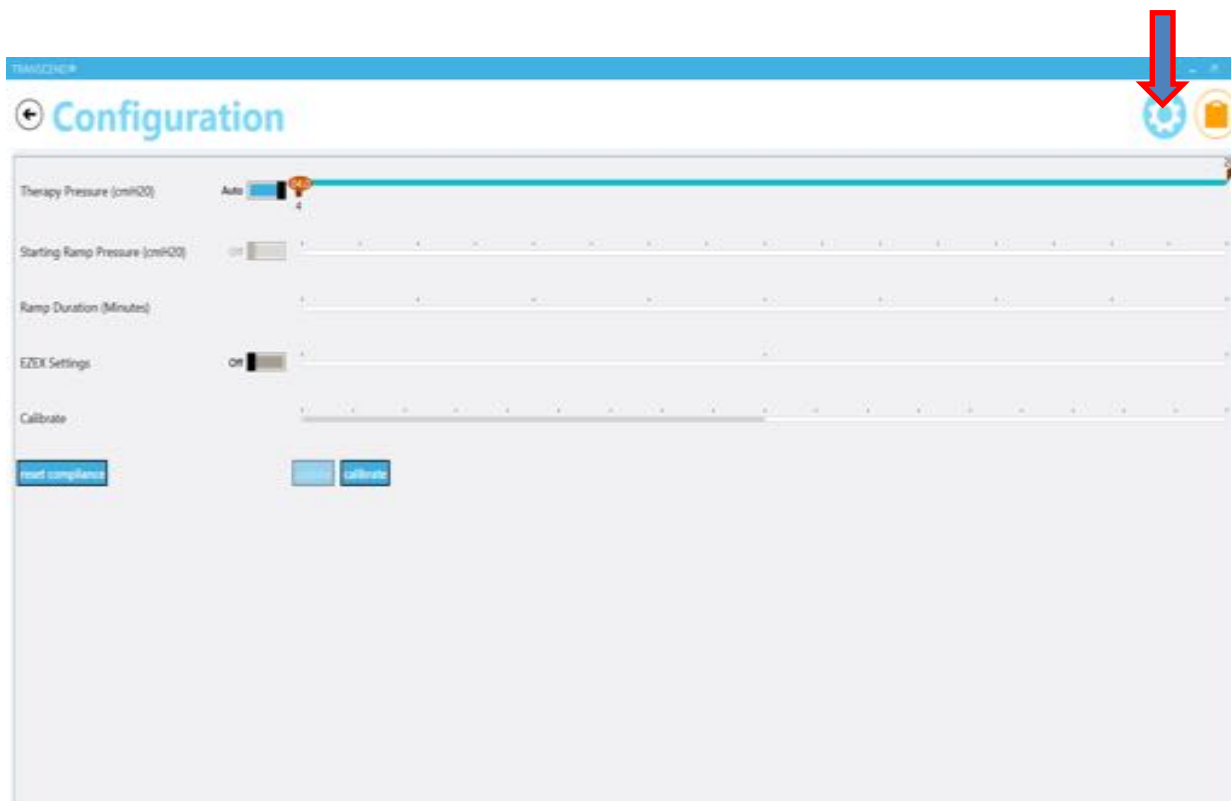 TRANSCEND®
Configuration
Therapy Pressure (cmH20)
Auto
4
Starting Ramp Pressure (cmH20)
Off
Ramp Duration (Minutes)
EZEX Settings
Off
Calibrate
reset compliance
calibrate